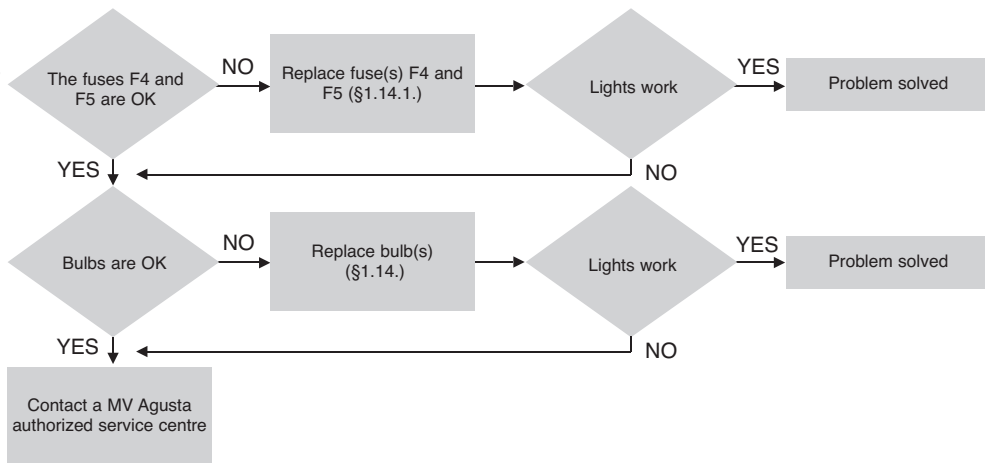 The fuses F4 and
F5 are OK
NO
Replace fuse(s) F4 and
F5 (§1.14.1.)
Lights work
YES
Problem solved
YES
NO
Bulbs are OK
NO
Replace bulb(s)
(§1.14.)
Lights work
YES
Problem solved
YES
NO
Contact a MV Agusta
authorized service centre